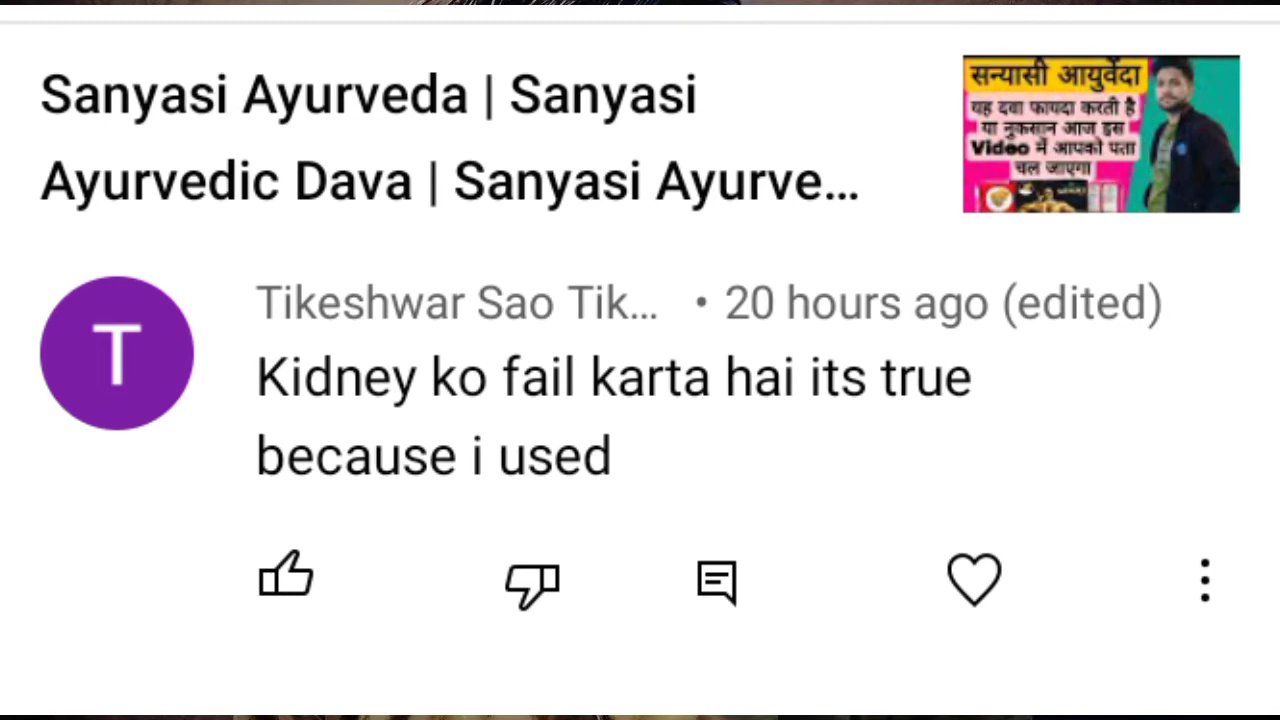 Sanyasi Ayurveda | Sanyasi
Ayurvedic Dava | Sanyasi Ayurve...
सन्यासी आयुर्वेदा
यह दवा फायदा करती है
या नुकसान आज इस
Video में आपको पता
चल जाएगा
T
Tikeshwar Sao Tik... • 20 hours ago (edited)
Kidney ko fail karta hai its true
because i used